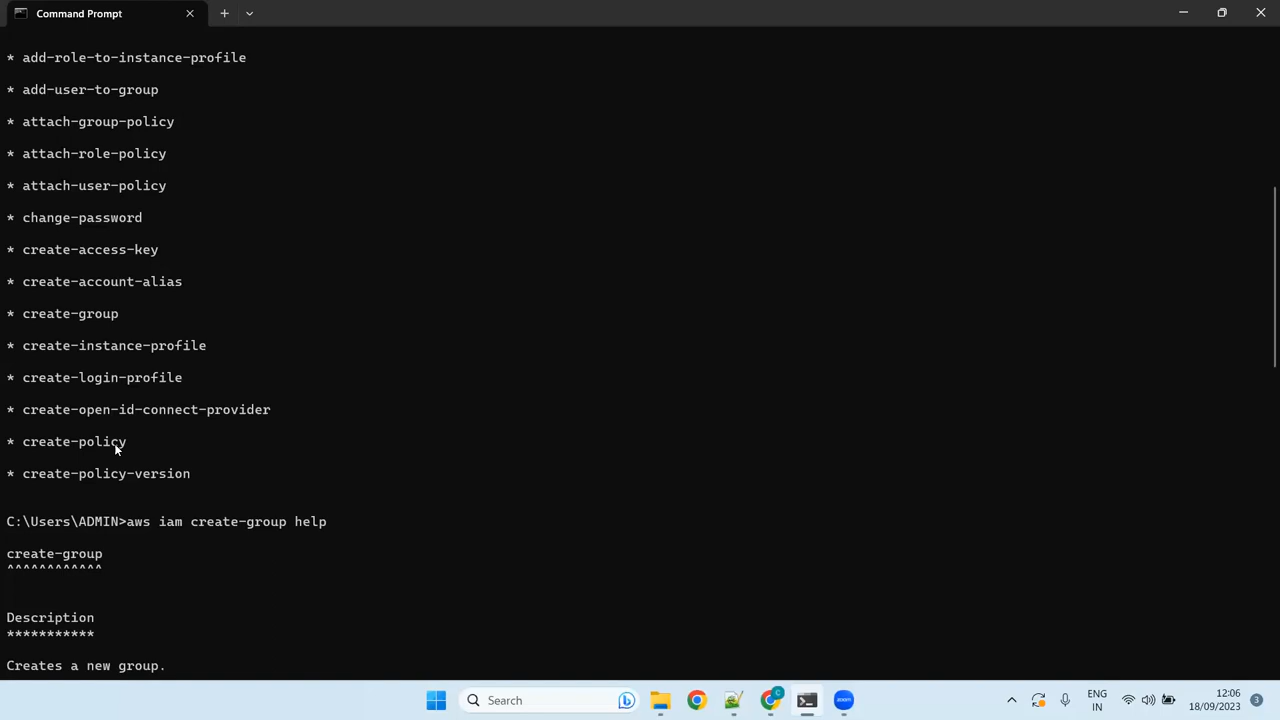 Command Prompt
* add-role-to-instance-profile
* add-user-to-group
* attach-group-policy
* attach-role-policy
* attach-user-policy
* change-password
* create-access-key
* create-account-alias
* create-group
* create-instance-profile
* create-login-profile
* create-open-id-connect-provider
* create-policy
* create-policy-version
C:\Users\ADMIN>aws iam create-group help
create-group
^^^^^^^^^^^^
Description
***********
Creates a new group.
Search
C
zoom
ENG
IN
12:06
18/09/2023
3